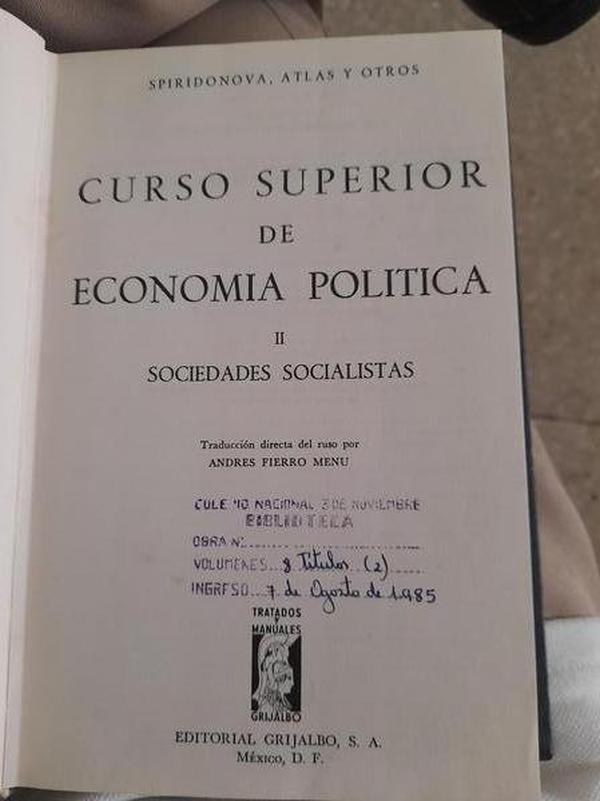 SPIRIDONOVA, ATLAS Y OTROS
CURSO SUPERIOR
DE
ECONOMIA POLITICA
II
SOCIEDADES SOCIALISTAS
Traducción directa del ruso por
ANDRES FIERRO MENU
COLE IO NACIONAL 3 DE NOVIEMBRE
BIBLIOTECA
OBRA N:
VOLUMENES...8 Titulos..(2)
INGRESO...7 de Agosto de 1985
TRATADOS
Y
MANUALES
GRIJALBO
EDITORIAL GRIJALBO, S. A.
México, D. F.